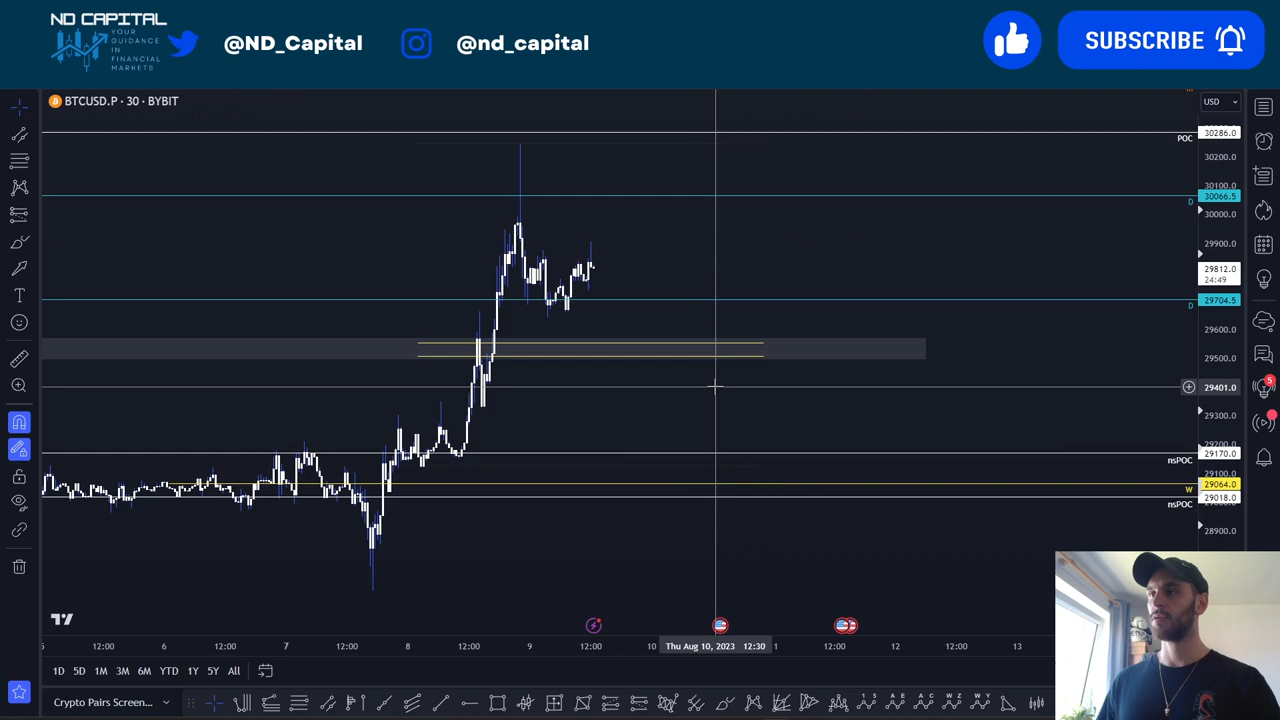 ND CAPITAL
YOUR
GUIDANCE
IN
FINANCIAL
MARKETS
@ND_Capital
@nd_capital
SUBSCRIBE
BTCUSD.P · 30 · BYBIT
USD
30286.0
POC
30200.0
30100.0
30066.5
D
30000.0
29900.0
29812.0
24:49
29704.5
D
29600.0
29500.0
29401.0
5
29300.0
29200.0
29170.0
nsPOC
29100.0
29064.0
W
29018.0
nsPOC
28900.0
12:00
6
12:00
7
12:00
8
12:00
9
12:00
10
Thu Aug 10, 2023 12:30
1
12:00
12
12:00
13
1D 5D 1M 3M 6M YTD 1Y 5Y All
Crypto Pairs Screen...